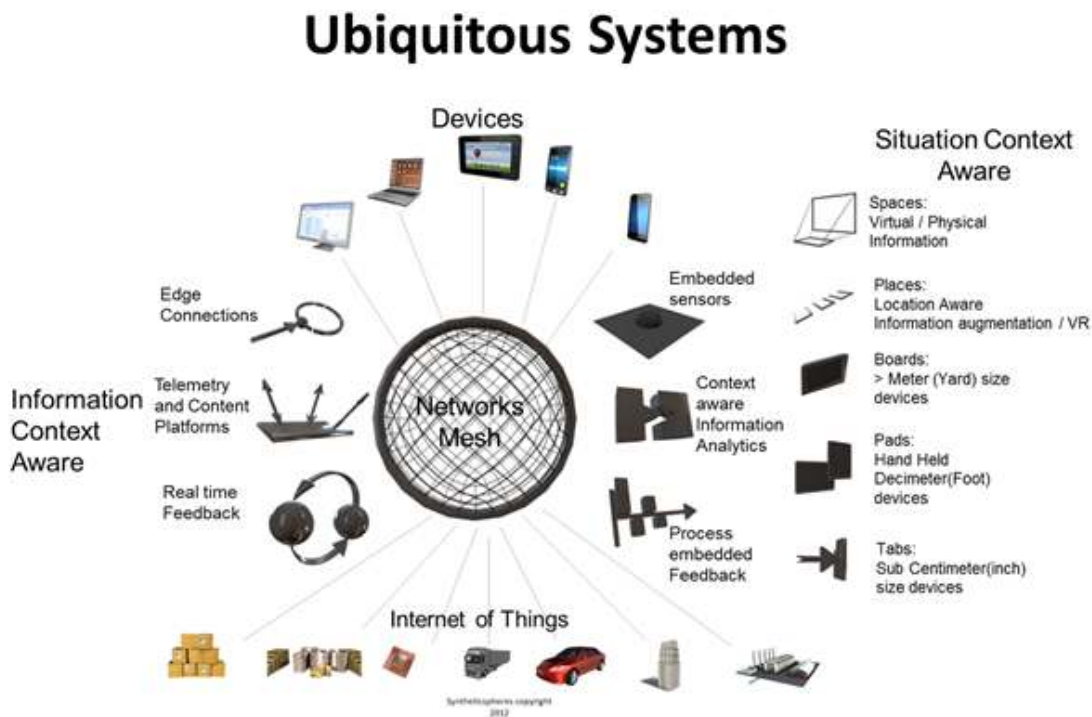 Ubiquitous Systems
Devices
Situation Context
Aware
Spaces:
Virtual / Physical
Information
Embedded
sensors
Edge
Connections
Places:
Location Aware
Information augmentation / VR
Boards:
> Meter (Yard) size
devices
Information
Context
Aware
Telemetry
and Content
Platforms
Networks
Mesh
Context
aware
Information
Analytics
Pads:
Hand Held
Decimeter(Foot)
devices
Real time
Feedback
Process
embedded
Feedback
Tabs:
Sub Centimeter(inch)
size devices
Internet of Things
Syntheticspheres copyright
2012